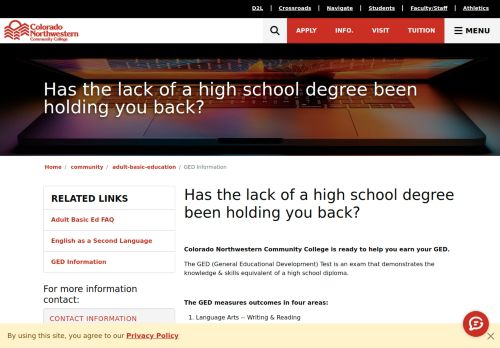 D2L | Crossroads | Navigate | Students | Faculty/Staff | Athletics
Colorado
Northwestern
Community College
APPLY INFO. VISIT TUITION MENU
Has the lack of a high school degree been
holding you back?
Home / community / adult-basic-education / GED Information
RELATED LINKS
Adult Basic Ed FAQ
English as a Second Language
GED Information
For more information
contact:
CONTACT INFORMATION
Has the lack of a high school degree
been holding you back?
Colorado Northwestern Community College is ready to help you earn your GED.
The GED (General Educational Development) Test is an exam that demonstrates the
knowledge & skills equivalent of a high school diploma.
The GED measures outcomes in four areas:
1. Language Arts -- Writing & Reading
By using this site, you agree to our Privacy Policy